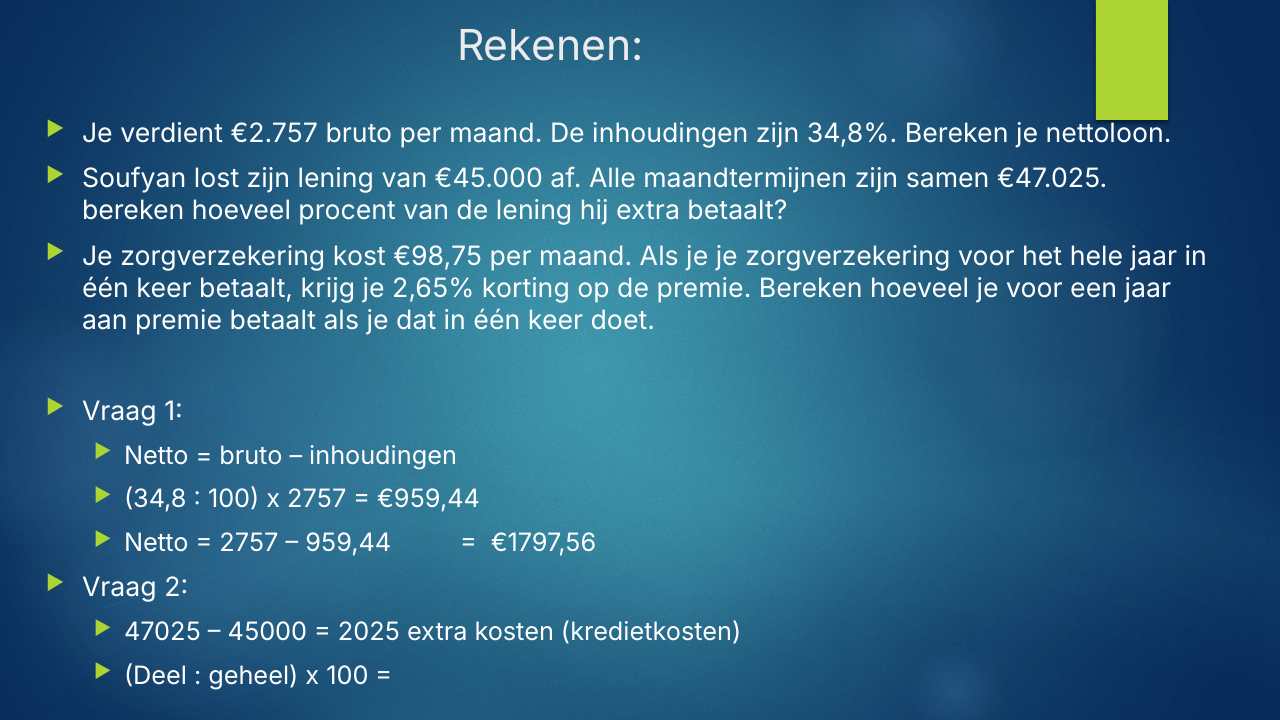 Rekenen:
Je verdient €2.757 bruto per maand. De inhoudingen zijn 34,8%. Bereken je nettoloon.
Soufyan lost zijn lening van €45.000 af. Alle maandtermijnen zijn samen €47.025.
bereken hoeveel procent van de lening hij extra betaalt?
Je zorgverzekering kost €98,75 per maand. Als je je zorgverzekering voor het hele jaar in
één keer betaalt, krijg je 2,65% korting op de premie. Bereken hoeveel je voor een jaar
aan premie betaalt als je dat in één keer doet.
Vraag 1:
Netto = bruto – inhoudingen
(34,8 : 100) x 2757 = €959,44
Netto = 2757 – 959,44 = €1797,56
Vraag 2:
47025 – 45000 = 2025 extra kosten (kredietkosten)
(Deel : geheel) x 100 =